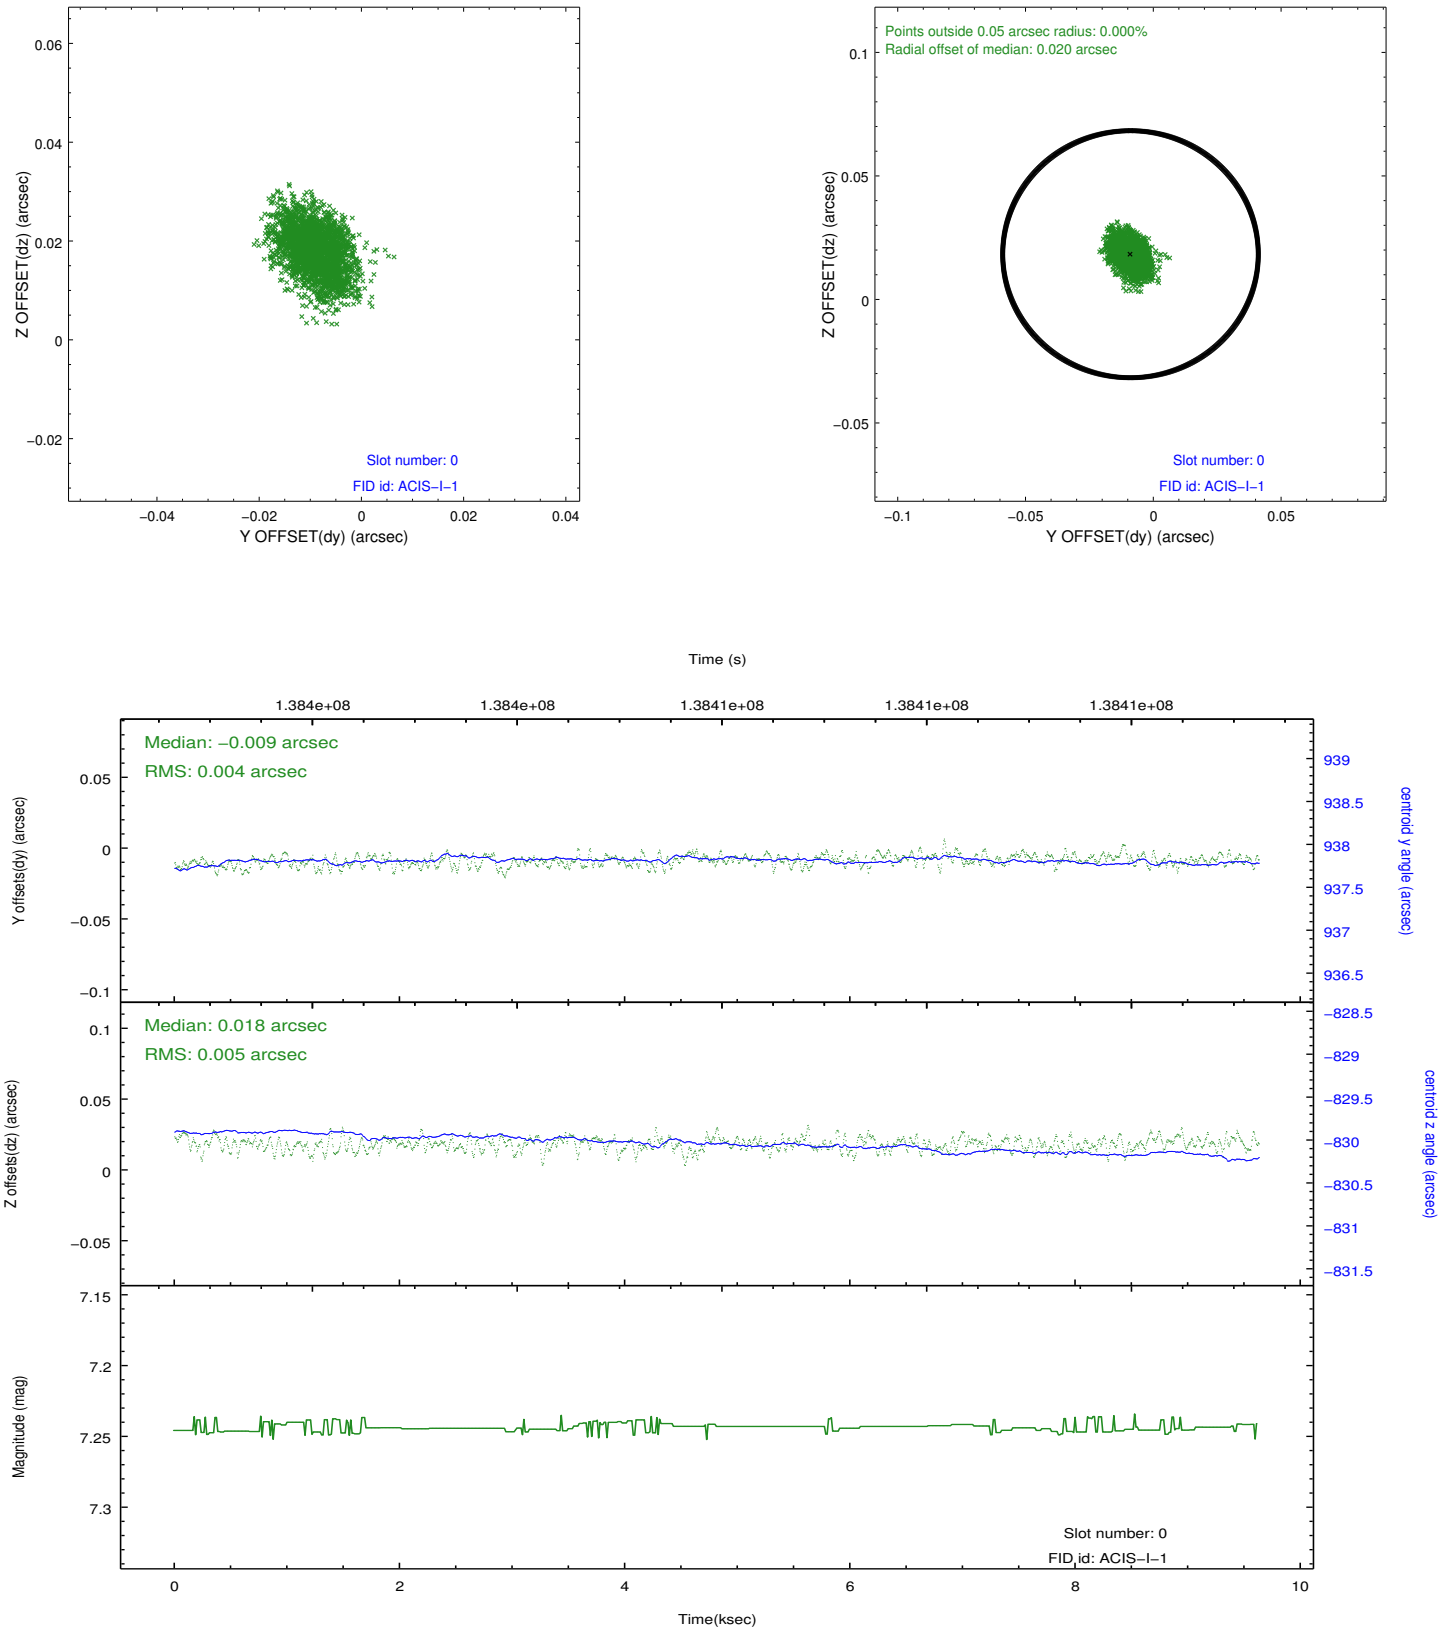 0.06
0.04
0.02
0
−0.02
Z OFFSET(dz) (arcsec)
Slot number: 0
FID id: ACIS−I−1
−0.04
−0.02
0
0.02
0.04
Y OFFSET(dy) (arcsec)
Points outside 0.05 arcsec radius: 0.000%
Radial offset of median: 0.020 arcsec
0.1
0.05
0
−0.05
Z OFFSET(dz) (arcsec)
Slot number: 0
FID id: ACIS−I−1
−0.1
−0.05
0
0.05
Y OFFSET(dy) (arcsec)
Time (s)
1.384e+08
1.384e+08
1.3841e+08
1.3841e+08
1.3841e+08
Median: −0.009 arcsec
RMS: 0.004 arcsec
0.05
0
−0.05
−0.1
Y offsets(dy) (arcsec)
939
938.5
938
937.5
937
936.5
centroid y angle (arcsec)
Median: 0.018 arcsec
RMS: 0.005 arcsec
0.1
0.05
0
−0.05
Z offsets(dz) (arcsec)
−828.5
−829
−829.5
−830
−830.5
−831
−831.5
centroid z angle (arcsec)
7.15
7.2
7.25
7.3
Magnitude (mag)
Slot number: 0
FID id: ACIS−I−1
0
2
4
6
8
10
Time(ksec)